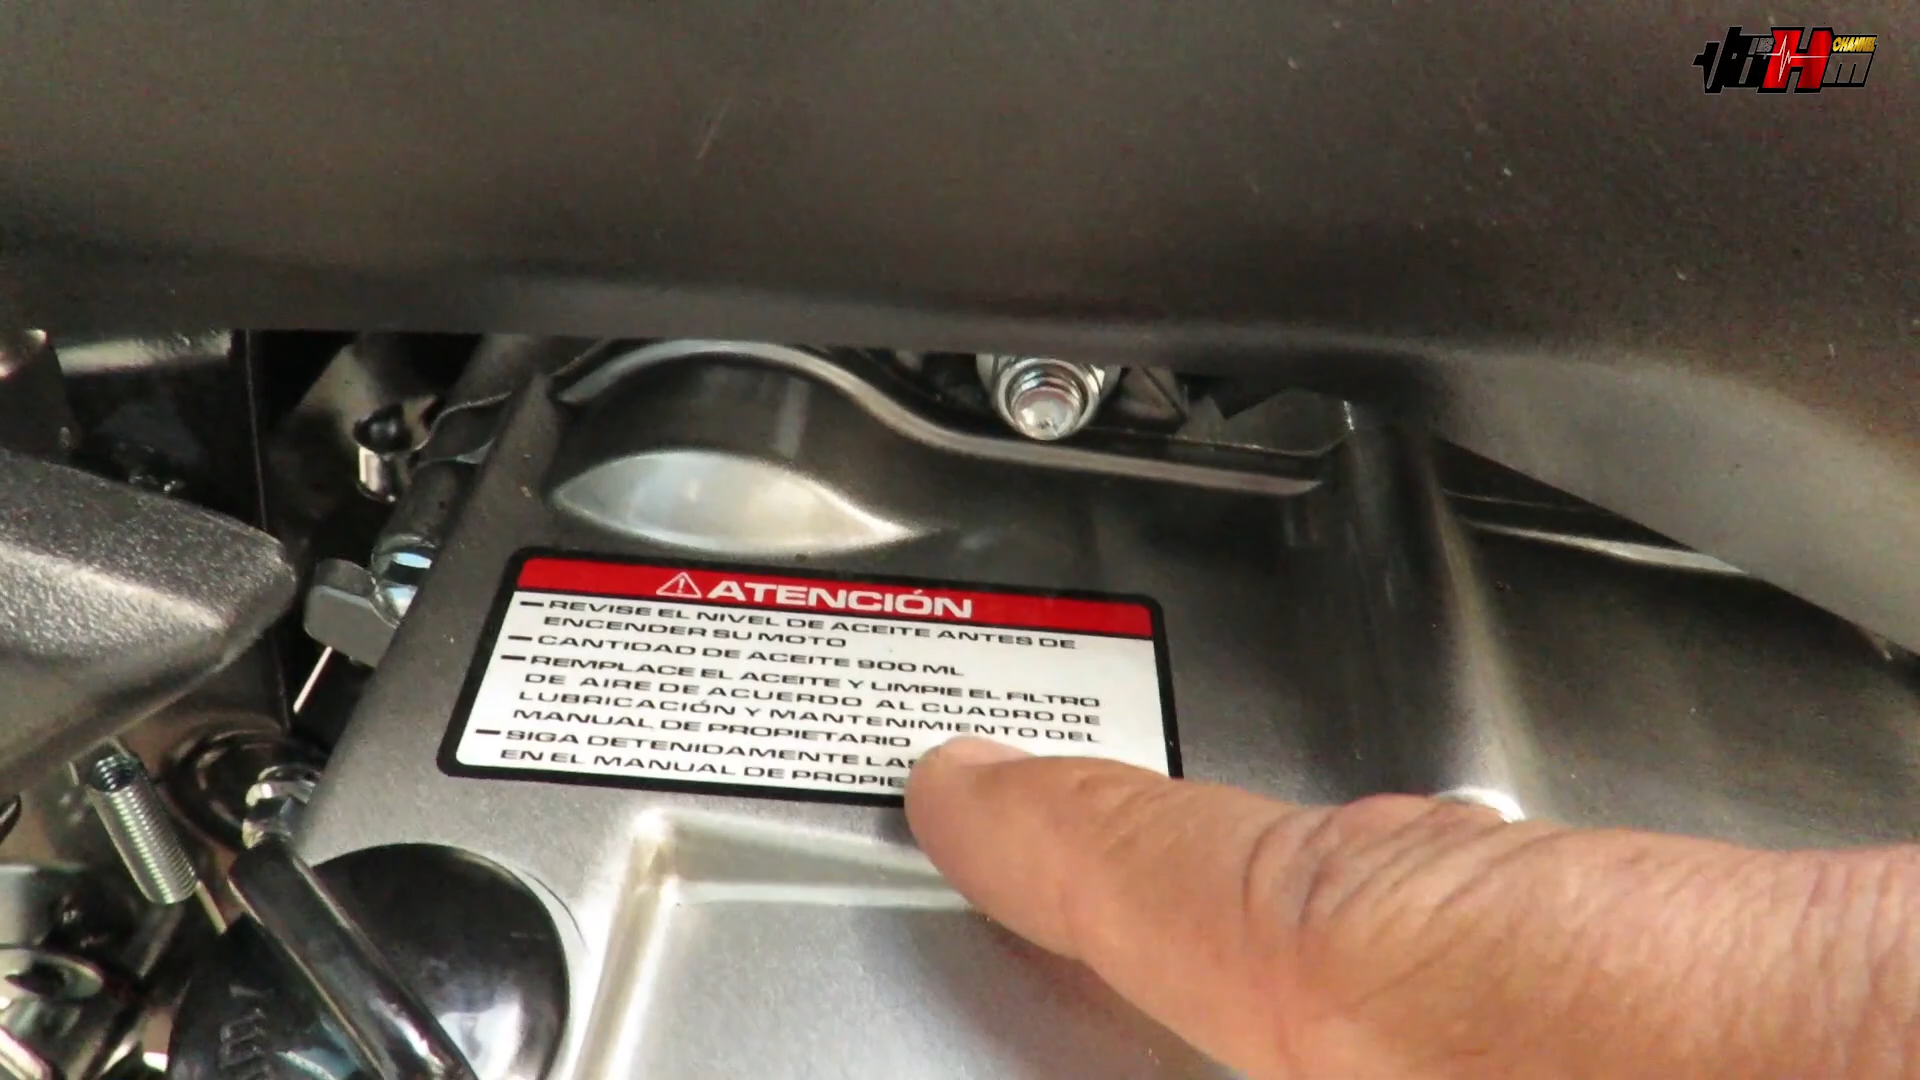 CHANNEL
ATENCIÓN
— REVISE EL NIVEL DE ACEITE ANTES DE
ENCENDER SU MOTO
— CANTIDAD DE ACEITE 900 ML
— REMPLACE EL ACEITE Y LIMPIE EL FILTRO
DE AIRE DE ACUERDO AL CUADRO DE
LUBRICACIÓN Y MANTENIMIENTO DEL
MANUAL DE PROPIETARIO
— SIGA DETENIDAMENTE LAS
EN EL MANUAL DE